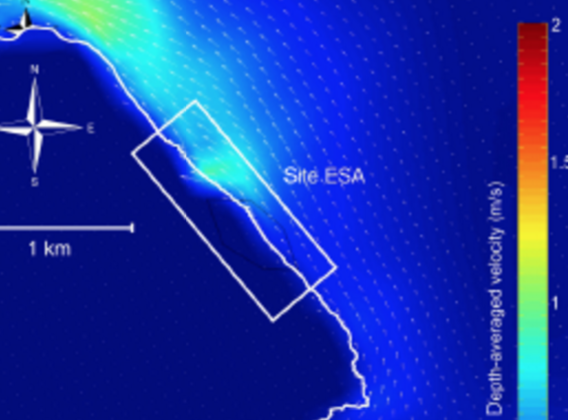 N
E
S
1 km
Site ESA
Depth-averaged velocity (m/s)
2
1.5
1